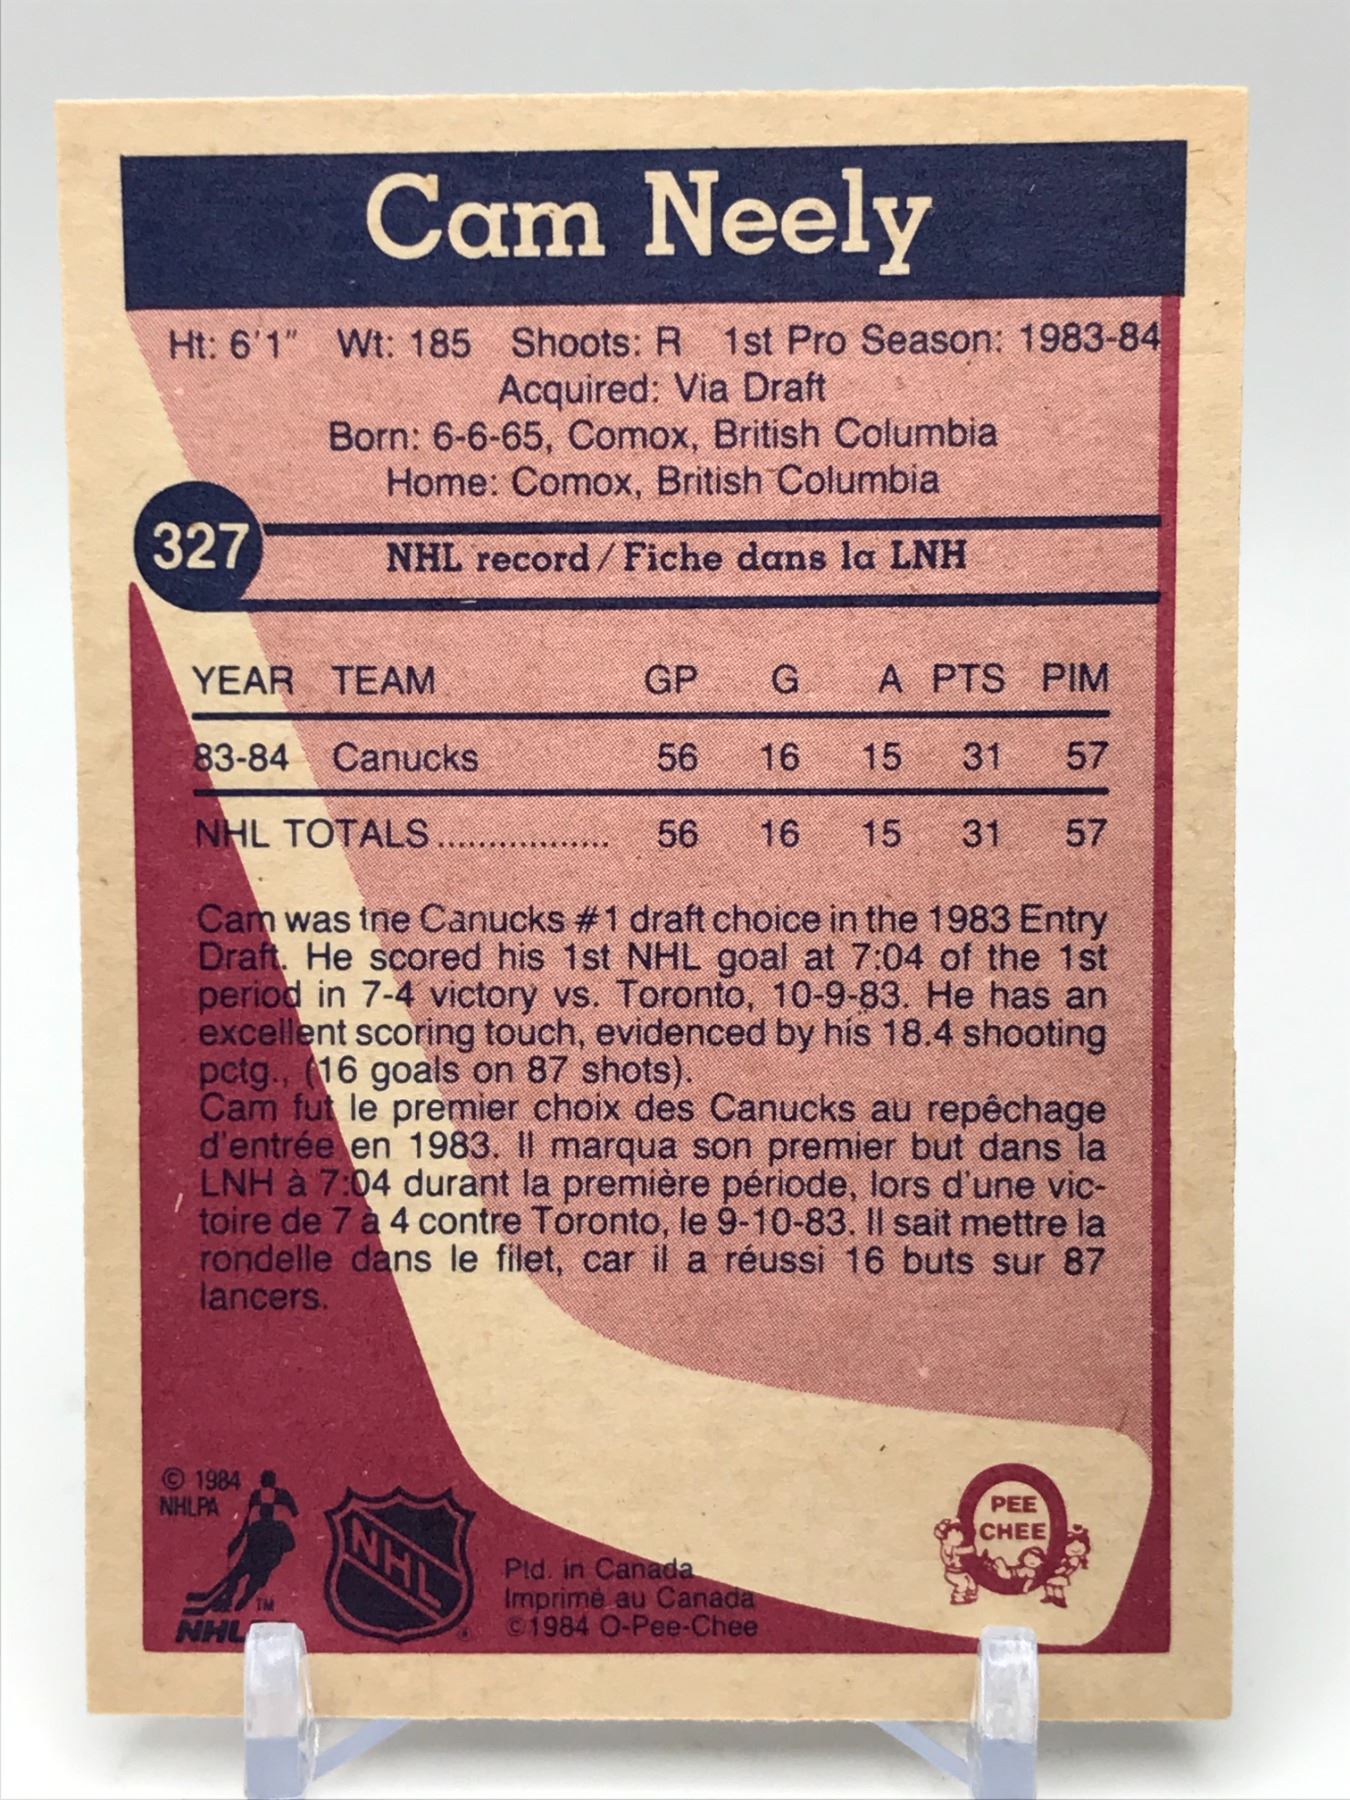 Cam Neely
Ht: 6'1" Wt: 185 Shoots: R 1st Pro Season: 1983-84
Acquired: Via Draft
Born: 6-6-65, Comox, British Columbia
Home: Comox, British Columbia
327
NHL record/Fiche dans la LNH
YEAR TEAM GP G A PTS PIM
83-84 Canucks 56 16 15 31 57
NHL TOTALS................. 56 16 15 31 57
Cam was the Canucks #1 draft choice in the 1983 Entry
Draft. He scored his 1st NHL goal at 7:04 of the 1st
period in 7-4 victory vs. Toronto, 10-9-83. He has an
excellent scoring touch, evidenced by his 18.4 shooting
pctg., (16 goals on 87 shots).
Cam fut le premier choix des Canucks au repêchage
d'entrée en 1983. Il marqua son premier but dans la
LNH à 7:04 durant la première période, lors d'une vic-
toire de 7 à 4 contre Toronto, le 9-10-83. Il sait mettre la
rondelle dans le filet, car il a réussi 16 buts sur 87
lancers.
© 1984
NHLPA
TM
NHL
NHL
®
Ptd. in Canada
Imprimé au Canada
©1984 O-Pee-Chee
PEE
CHEE